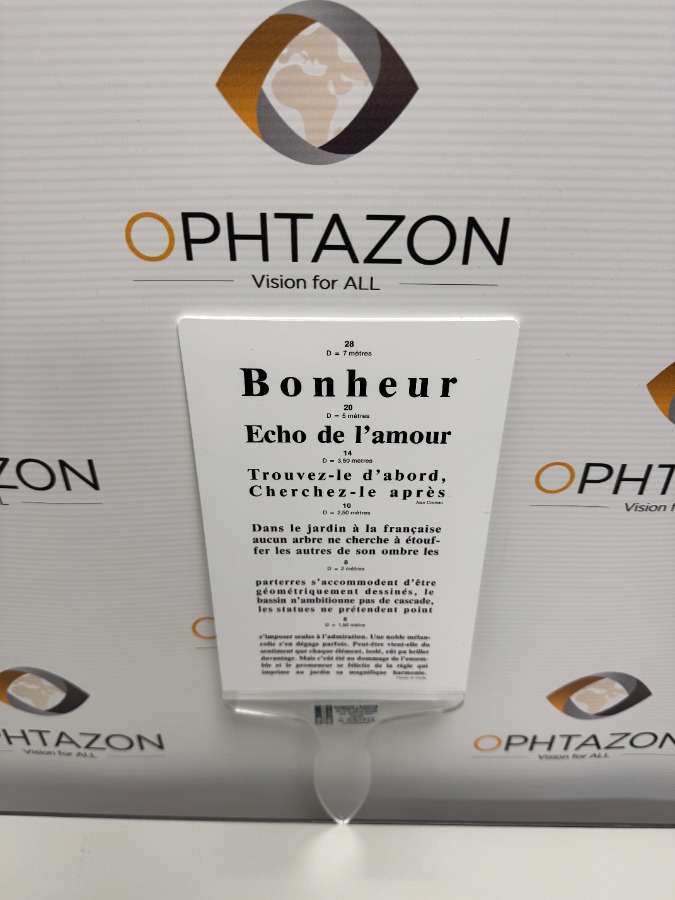 OPHTAZON
Vision for ALL
28
D = 7 mètres
Bonheur
20
D = 5 mètres
Echo de l'amour
14
D = 3,50 mètres
Trouvez-le d'abord,
Cherchez-le après
Jean Cocteau
10
D = 2,50 mètres
Dans le jardin à la française
aucun arbre ne cherche à étouf-
fer les autres de son ombre les
8
D = 2 mètres
parterres s'accommodent d'être
géométriquement dessinés, le
bassin n'ambitionne pas de cascade,
les statues ne prétendent point
6
D = 1,50 mètre
s'imposer seules à l'admiration. Une noble mélan-
colie s'en dégage parfois. Peut-être vient-elle du
sentiment que chaque élément, isolé, eût pu briller
davantage. Mais c'eût été au dommage de l'ensem-
ble et le promeneur se félicite de la règle qui
imprime au jardin sa magnifique harmonie.
ZON
OPHT
Vision f
HTAZON
Vision for ALL
OPHTAZON
Vision for ALL